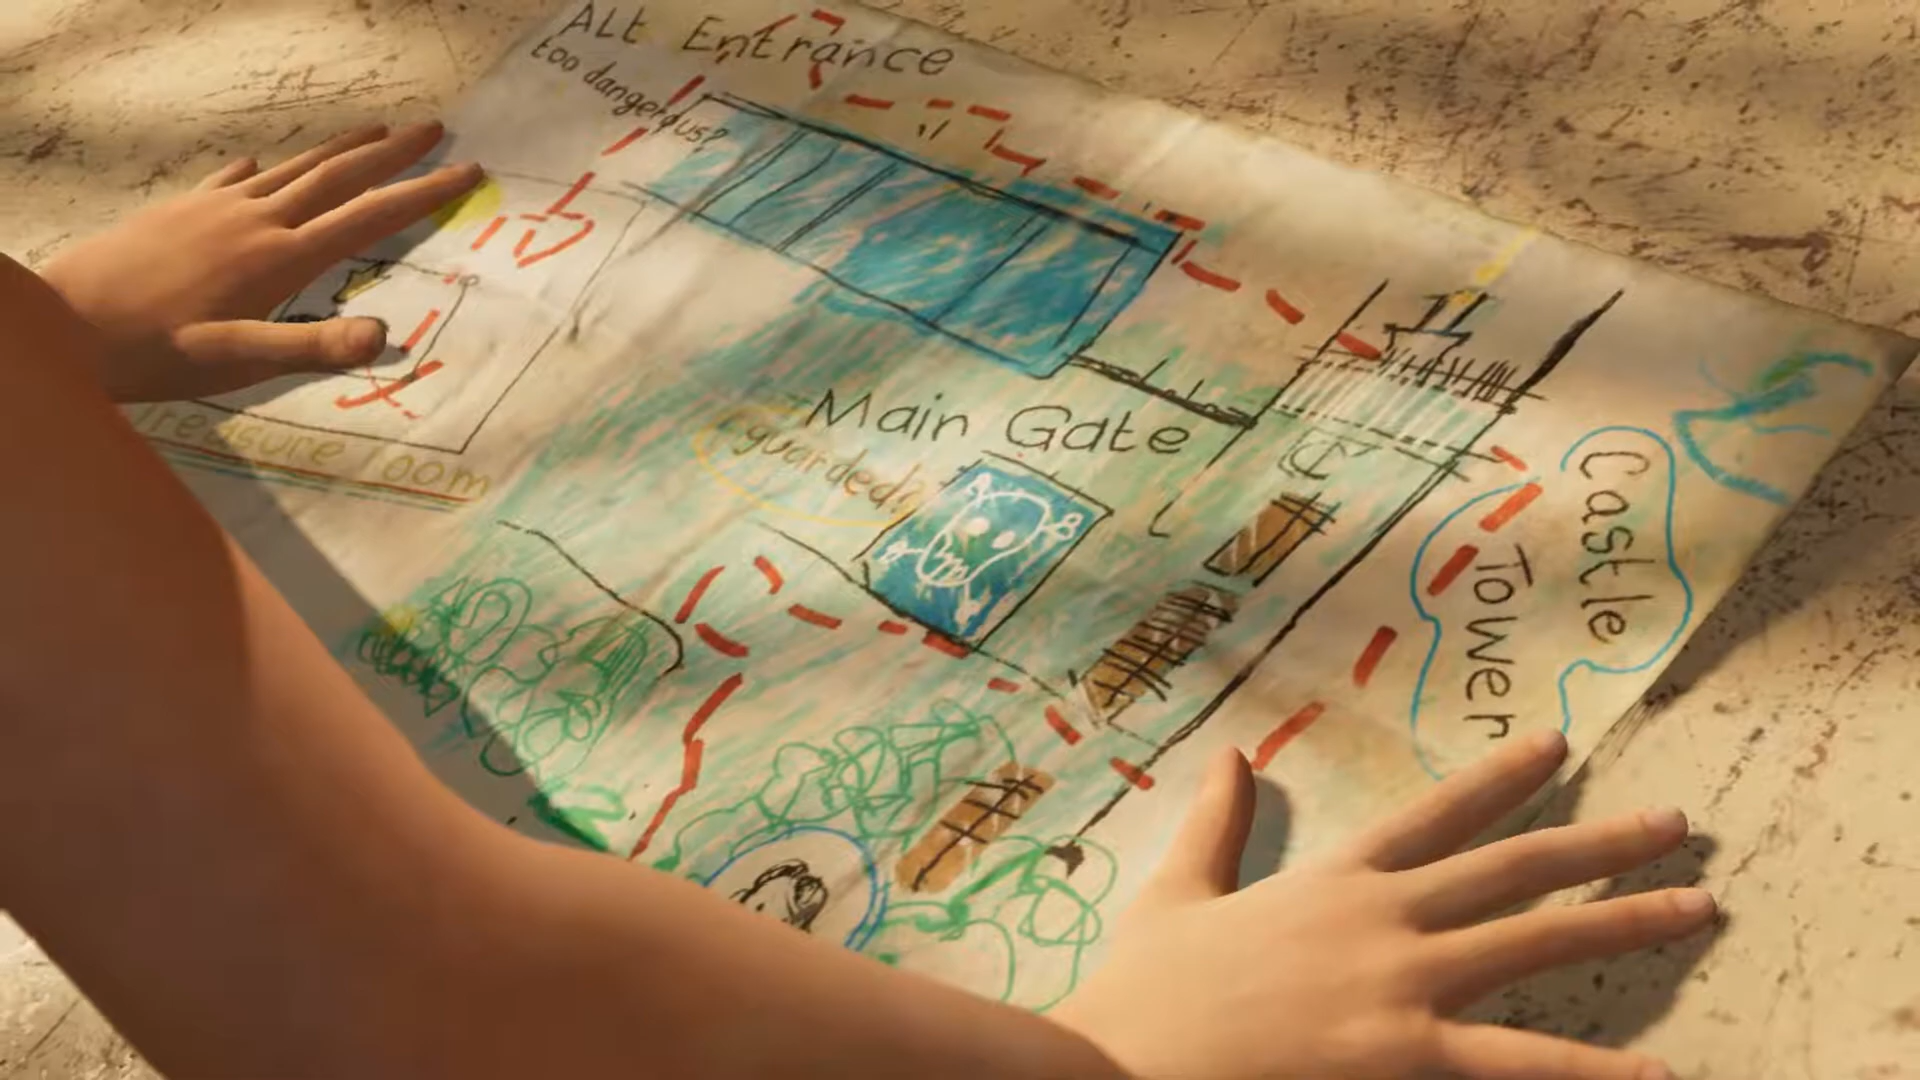 ALt Entrance
too dangerous?
Main Gate
(guarded?)
Treasure room
Castle
Tower